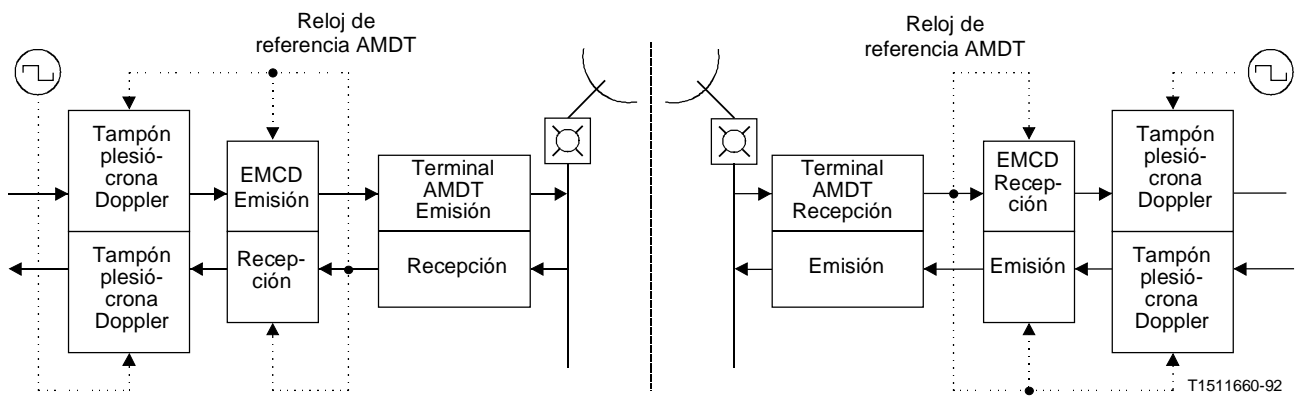 Reloj de
referencia AMDT
Tampón
plesió-
crona
Doppler
EMCD
Emisión
Terminal
AMDT
Emisión
Tampón
plesió-
crona
Doppler
Recep-
ción
Recepción
Reloj de
referencia AMDT
Terminal
AMDT
Recepción
EMCD
Recep-
ción
Tampón
plesió-
crona
Doppler
Emisión
Emisión
Tampón
plesió-
crona
Doppler
T1511660-92